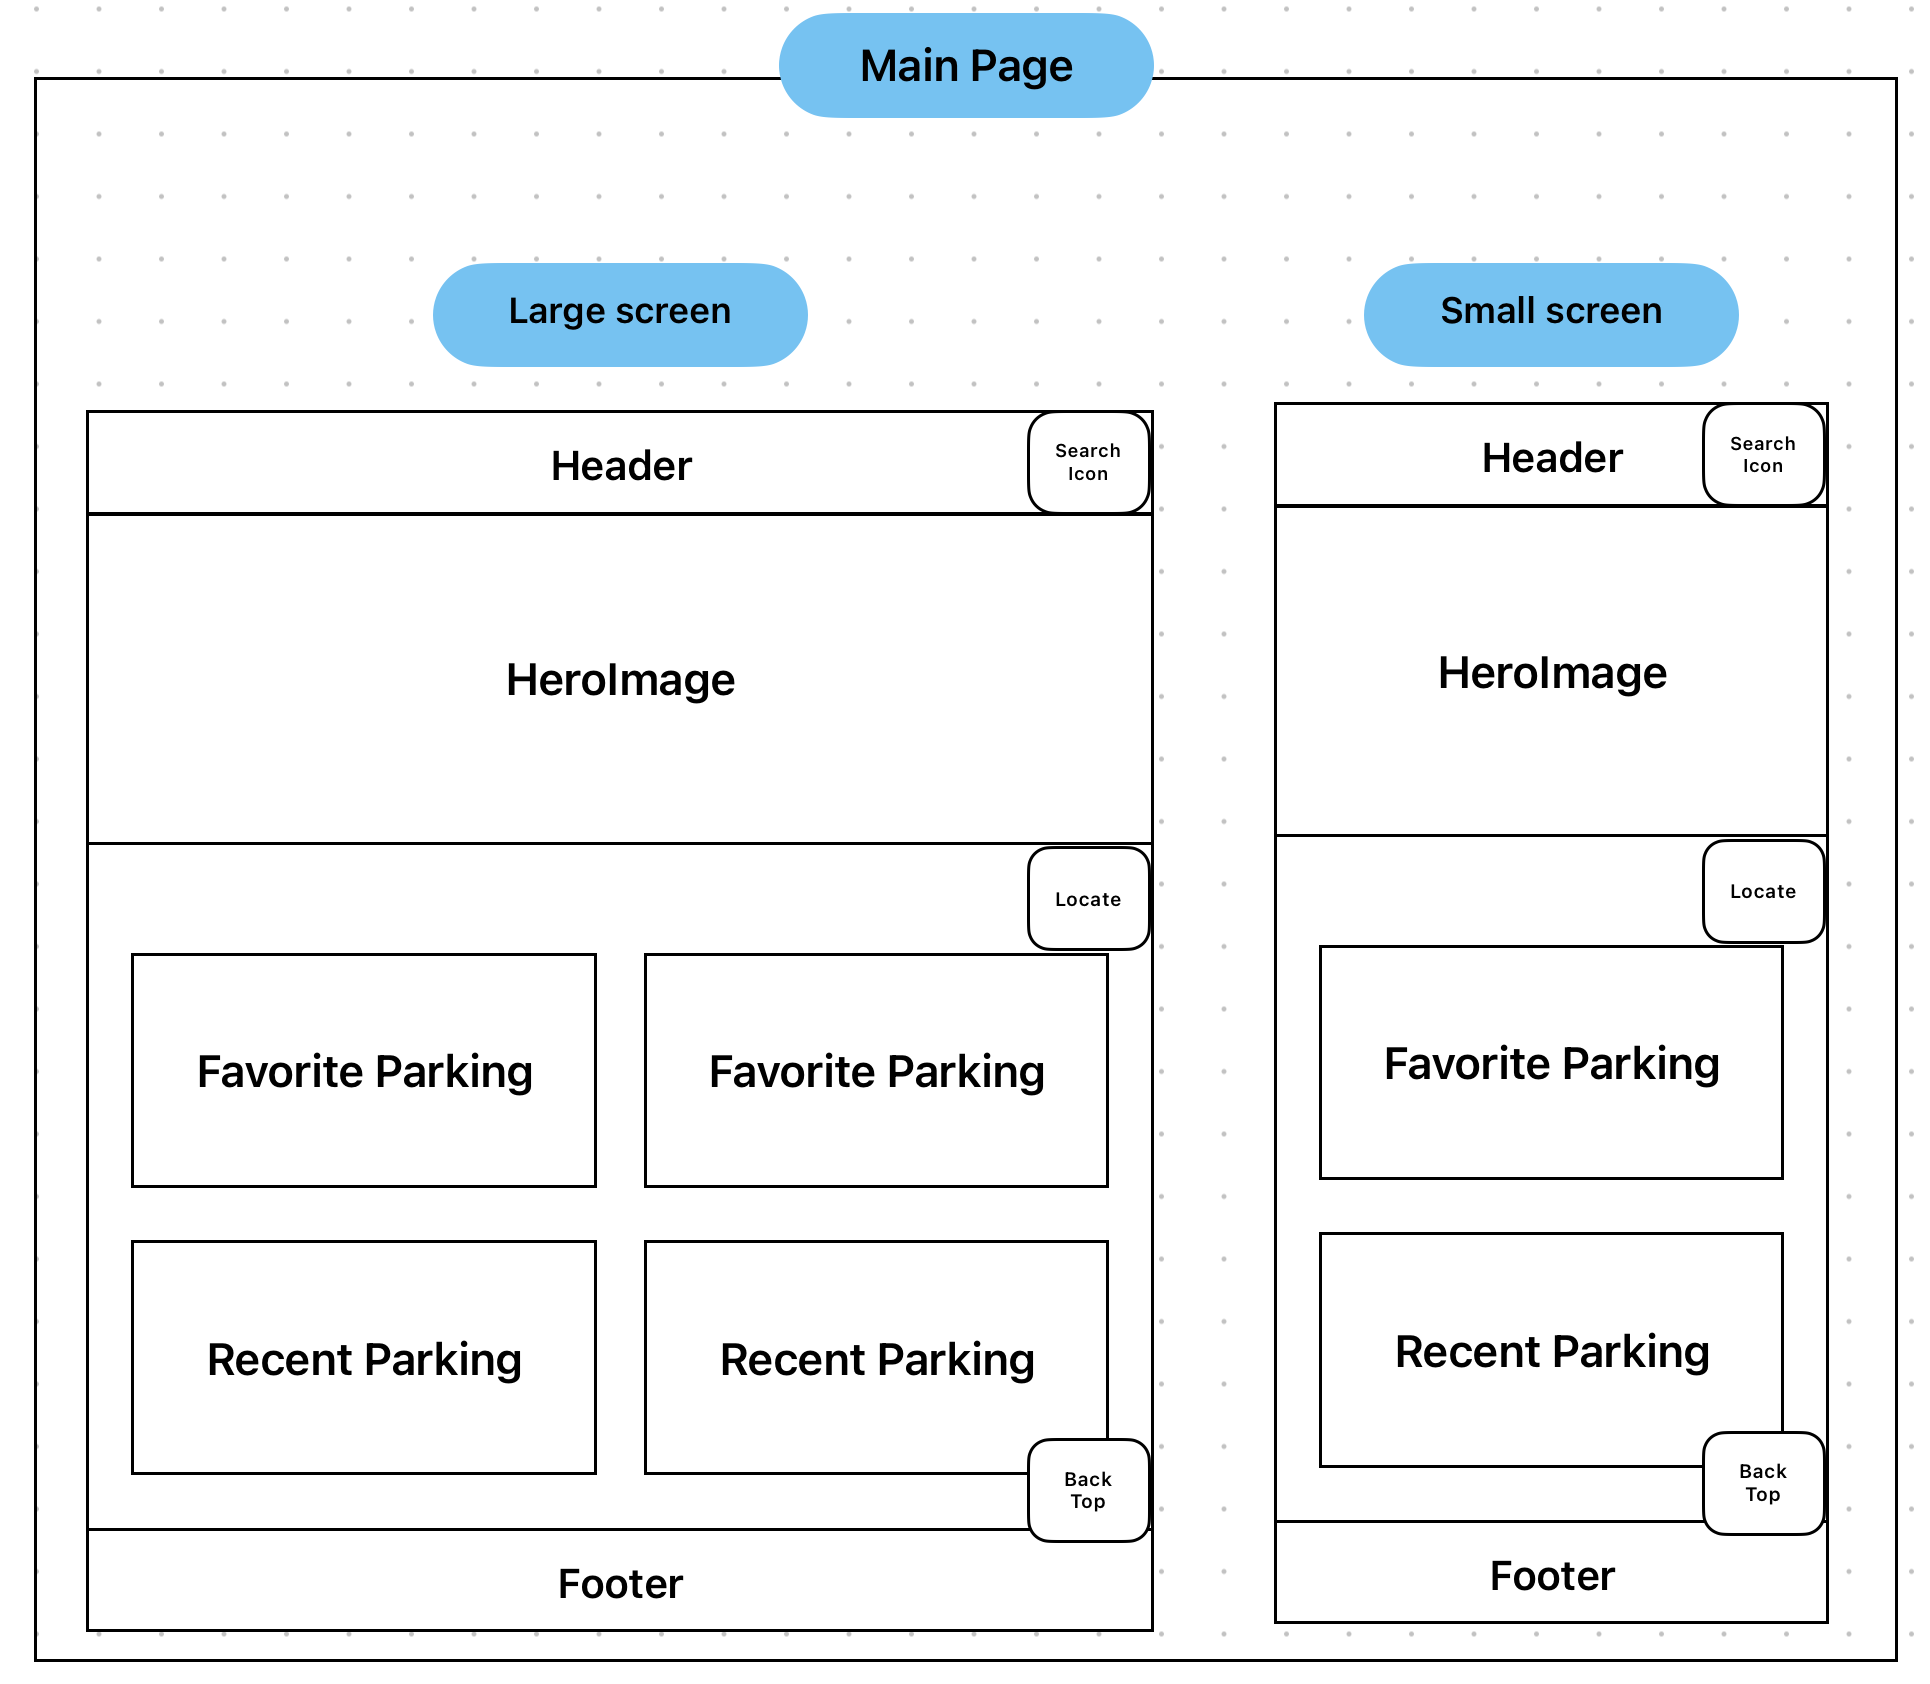 Main Page
Large screen
Header
Search
Icon
HeroImage
Locate
Favorite Parking
Favorite Parking
Recent Parking
Recent Parking
Back
Top
Footer
Small screen
Header
Search
Icon
HeroImage
Locate
Favorite Parking
Recent Parking
Back
Top
Footer